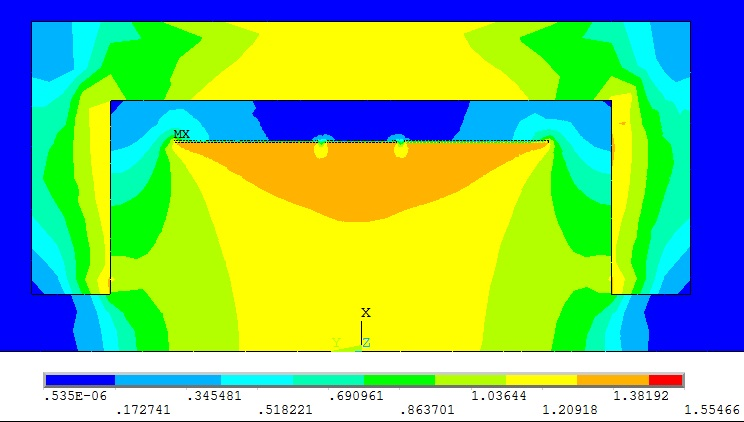 MX
X
Y Z
.535E-06 .345481 .690961 1.03644 1.38192
.172741 .518221 .863701 1.20918 1.55466